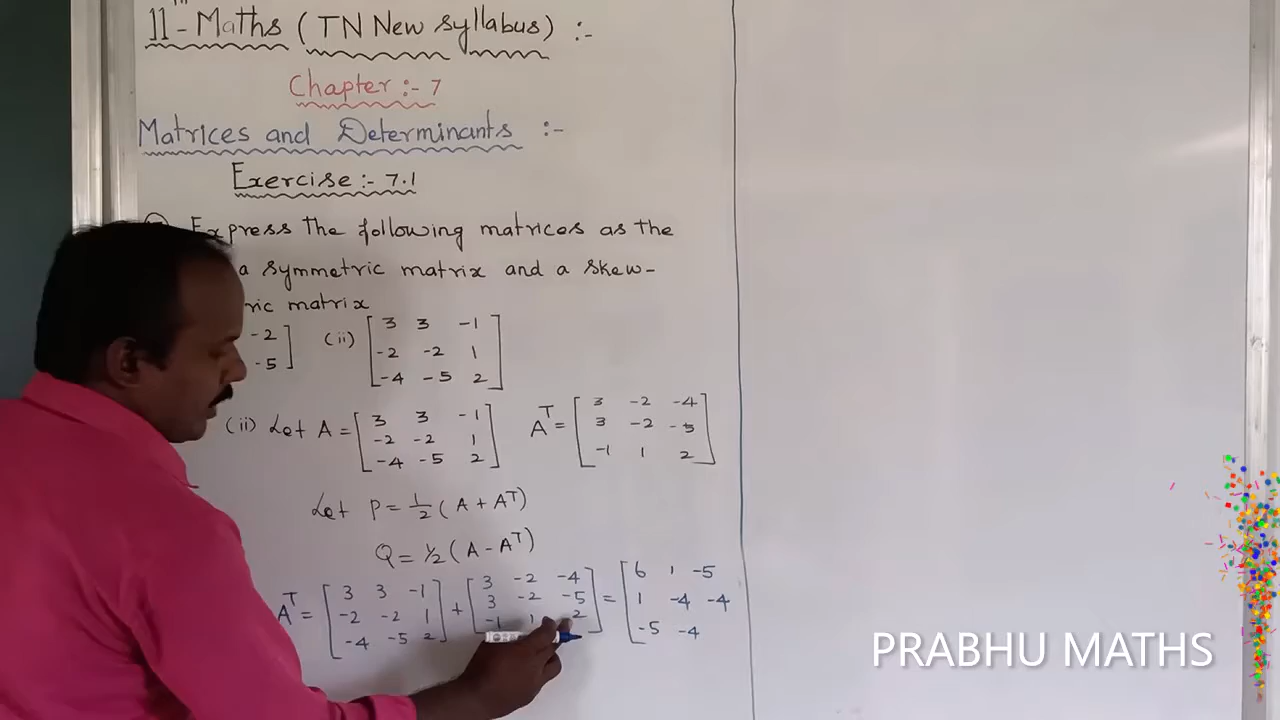 11th - Maths (TN New Syllabus) :-
Chapter :- 7
Matrices and Determinants :-
Exercise :- 7.1
Express the following matrices as the
a symmetric matrix and a skew-
ric matrix
-2 ] (ii) [ 3 3 -1
-5 ] -2 -2 1
-4 -5 2 ]
(ii) Let A = [ 3 3 -1
-2 -2 1
-4 -5 2 ]
A^T = [ 3 -2 -4
3 -2 -5
-1 1 2 ]
Let P = 1/2 ( A + A^T )
Q = 1/2 ( A - A^T )
A^T = [ 3 3 -1
-2 -2 1
-4 -5 2 ]
+ [ 3 -2 -4
3 -2 -5
-1 1 2 ]
= [ 6 1 -5
1 -4 -4
-5 -4
PRABHU MATHS